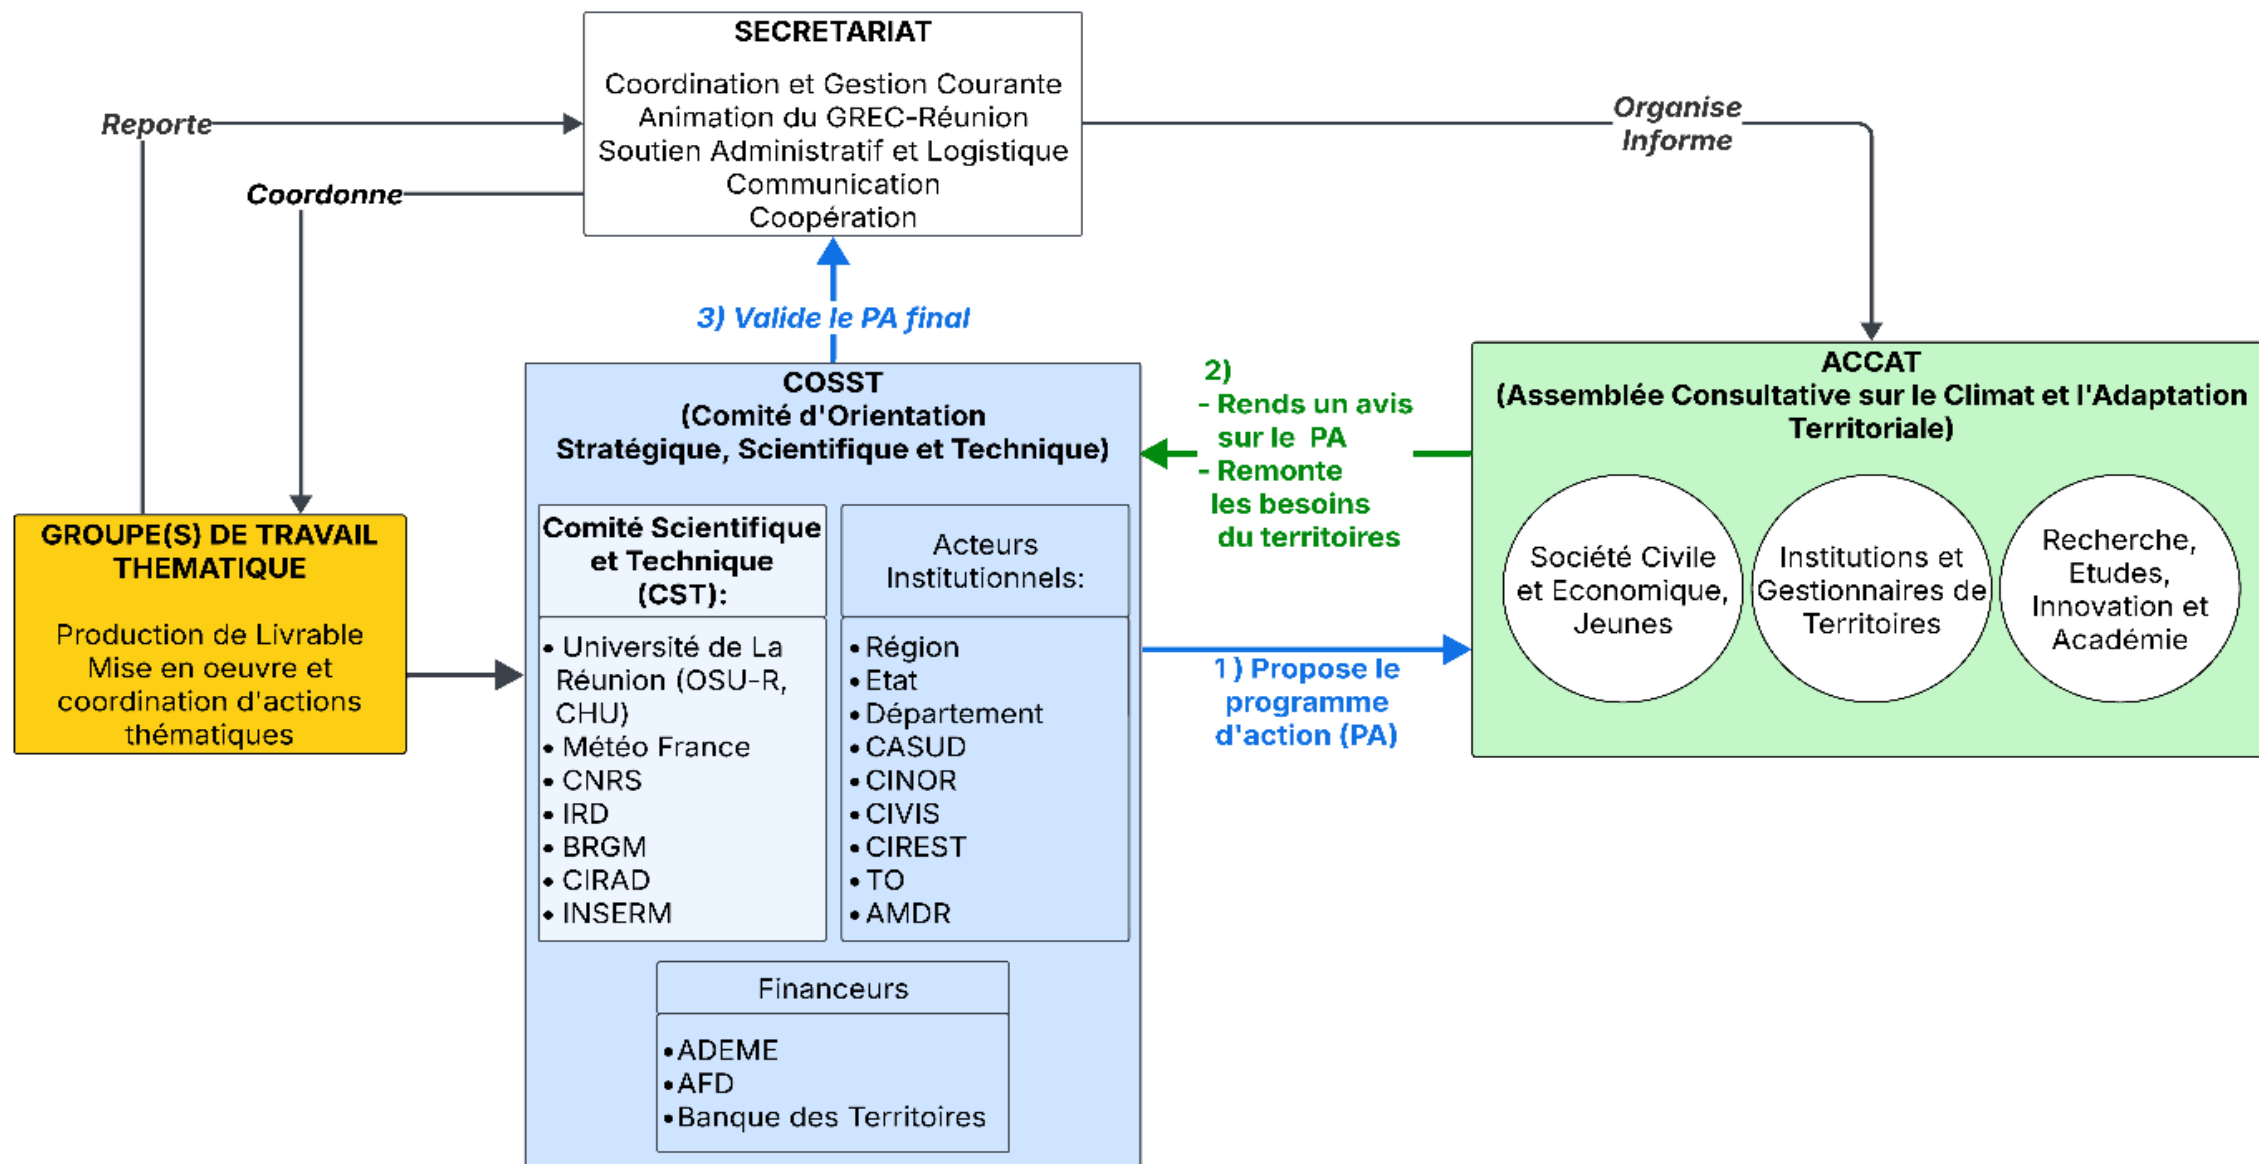 SECRETARIAT
Coordination et Gestion Courante
Animation du GREC-Réunion
Soutien Administratif et Logistique
Communication
Coopération
Reporte
Coordonne
Organise
Informe
3) Valide le PA final
GROUPE(S) DE TRAVAIL
THEMATIQUE
Production de Livrable
Mise en oeuvre et
coordination d'actions
thématiques
COSST
(Comité d'Orientation
Stratégique, Scientifique et Technique)
Comité Scientifique
et Technique
(CST):
• Université de La
Réunion (OSU-R,
CHU)
• Météo France
• CNRS
• IRD
• BRGM
• CIRAD
• INSERM
Acteurs
Institutionnels:
• Région
• Etat
• Département
• CASUD
• CINOR
• CIVIS
• CIREST
• TO
• AMDR
Financeurs
• ADEME
• AFD
• Banque des Territoires
2)
- Rends un avis
sur le PA
- Remonte
les besoins
du territoires
1) Propose le
programme
d'action (PA)
ACCAT
(Assemblée Consultative sur le Climat et l'Adaptation
Territoriale)
Société Civile
et Economique,
Jeunes
Institutions et
Gestionnaires de
Territoires
Recherche,
Etudes,
Innovation et
Académie